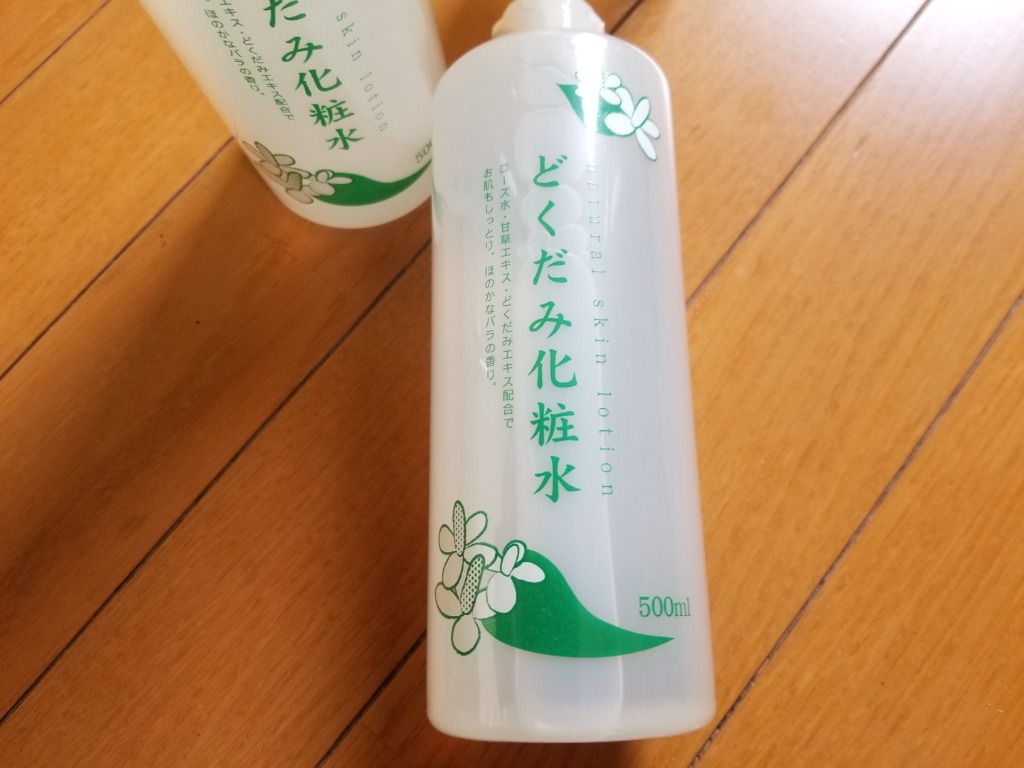 どくだみ化粧水
natural skin lotion
ローズ水・甘草エキス・どくだみエキス配合で
お肌もしっとり。ほのかなバラの香り。
500ml
だみ化粧水
skin lotion
エキス・どくだみエキス配合で
ほのかなバラの香り。